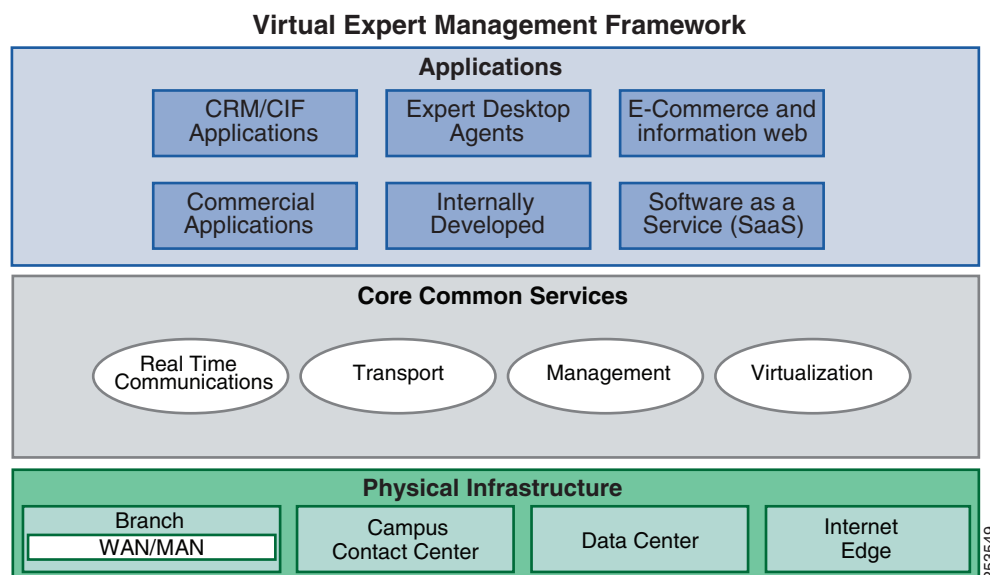 Virtual Expert Management Framework
Applications
CRM/CIF
Applications
Expert Desktop
Agents
E-Commerce and
information web
Commercial
Applications
Internally
Developed
Software as a
Service (SaaS)
Core Common Services
Real Time
Communications
Transport
Management
Virtualization
Physical Infrastructure
Branch
WAN/MAN
Campus
Contact Center
Data Center
Internet
Edge
253549